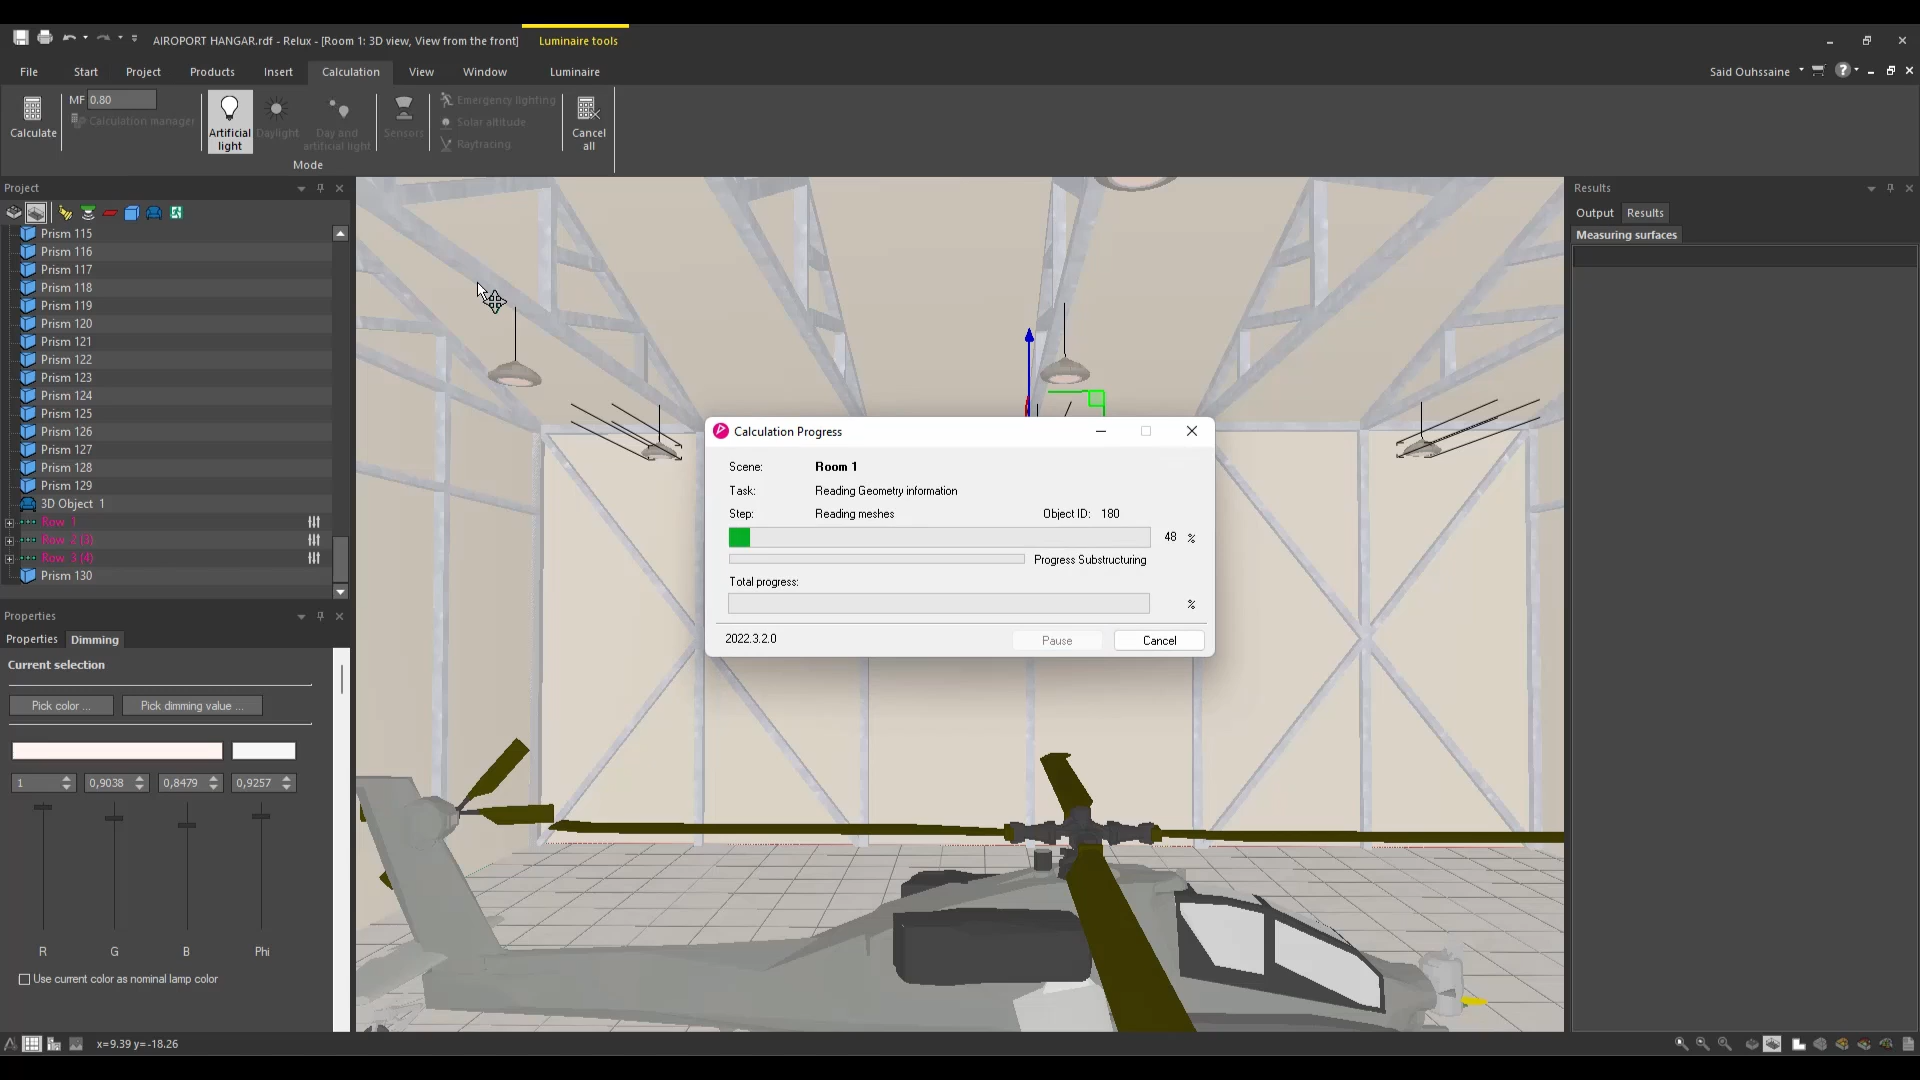 AIROPORT HANGAR.rdf - Relux - [Room 1: 3D view, View from the front]
Luminaire tools
File
Start
Project
Products
Insert
Calculation
View
Window
Luminaire
Said Ouhssaine
Calculate
MF 0.80
Calculation manager
Artificial
light
Daylight
Day and
artificial light
Sensors
Emergency lighting
Solar altitude
Raytracing
Cancel
all
Mode
Project
Prism 115
Prism 116
Prism 117
Prism 118
Prism 119
Prism 120
Prism 121
Prism 122
Prism 123
Prism 124
Prism 125
Prism 126
Prism 127
Prism 128
Prism 129
3D Object 1
Row 1
Row 2 (3)
Row 3 (4)
Prism 130
Properties
Properties
Dimming
Current selection
Pick color ...
Pick dimming value ...
1
0,9038
0,8479
0,9257
R
G
B
Phi
Use current color as nominal lamp color
x=9.39 y=-18.26
Calculation Progress
Scene: Room 1
Task: Reading Geometry information
Step: Reading meshes Object ID: 180
48 %
Progress Substructuring
Total progress:
%
2022.3.2.0
Pause
Cancel
Results
Output
Results
Measuring surfaces